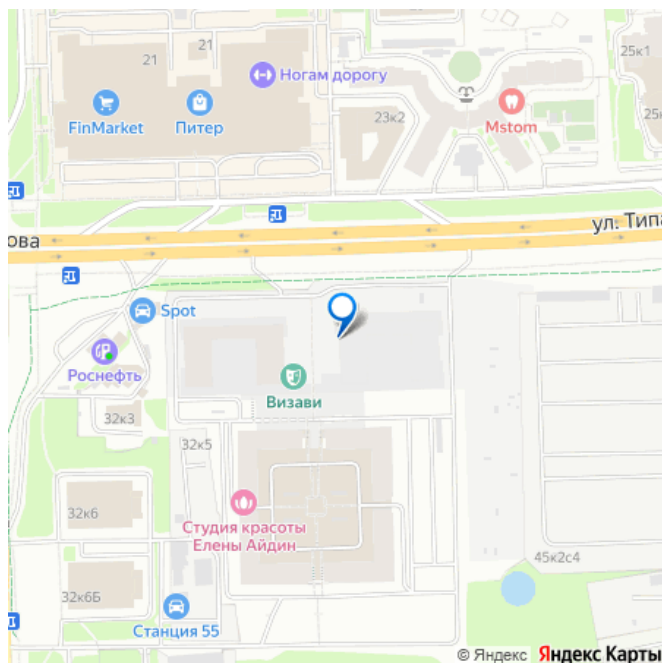 21
21
25к1
Ногам дорогу
FinMarket
Питер
23к2
Mstom
25к
ул. Типа
ова
Spot
Роснефть
Визави
32к3
32к5
Студия красоты
Елены Айдин
32к6
45к2с4
32к6Б
Станция 55
© Яндекс Яндекс Карты